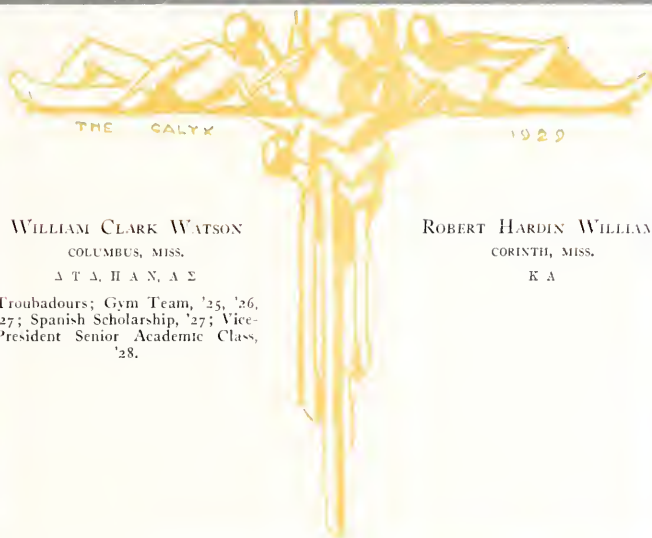 THE CALYX
1929
WILLIAM CLARK WATSON
COLUMBUS, MISS.
Δ Τ Δ, Π Δ Ν, Λ Σ
Troubadours; Gym Team, '25, '26,
'27; Spanish Scholarship, '27; Vice-
President Senior Academic Class,
'28.
ROBERT HARDIN WILLIAM
CORINTH, MISS.
Κ Α